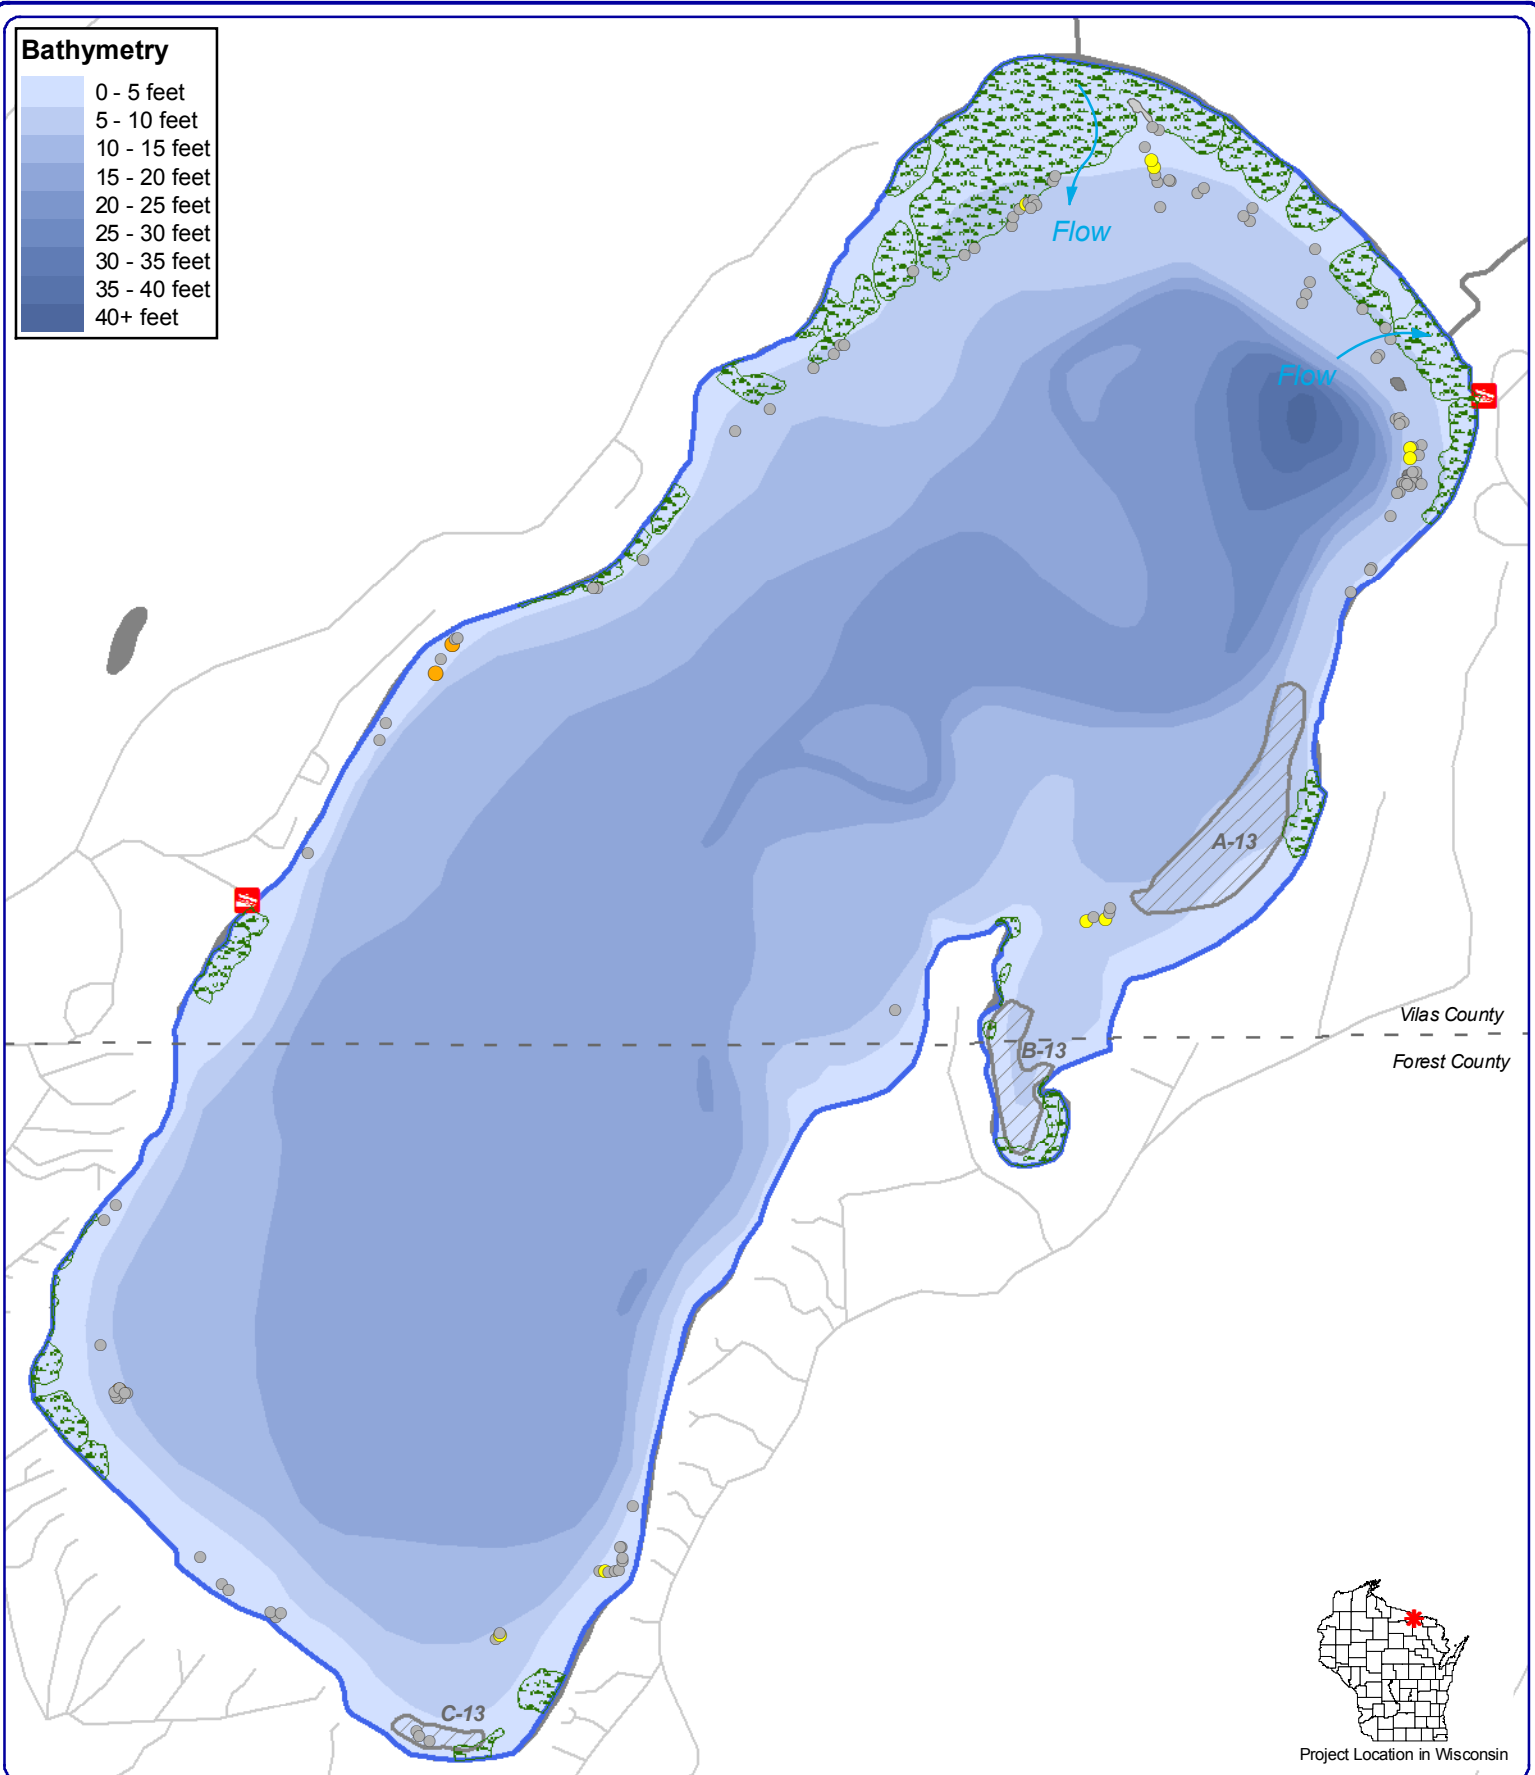 Bathymetry
0 - 5 feet
5 - 10 feet
10 - 15 feet
15 - 20 feet
20 - 25 feet
25 - 30 feet
30 - 35 feet
35 - 40 feet
40+ feet
Flow
Flow
A-13
Vilas County
B-13
Forest County
C-13
Project Location in Wisconsin